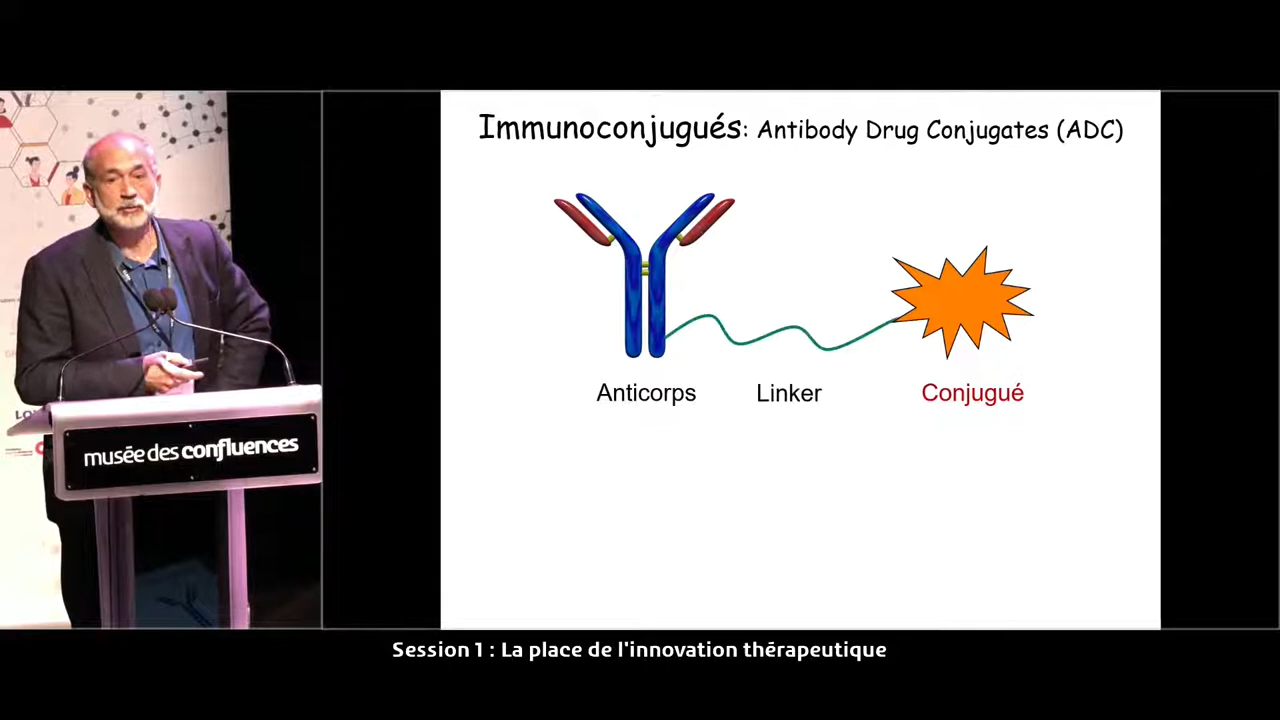 Immunoconjugués: Antibody Drug Conjugates (ADC)
Anticorps
Linker
Conjugué
musée des confluences
Session 1 : La place de l'innovation thérapeutique